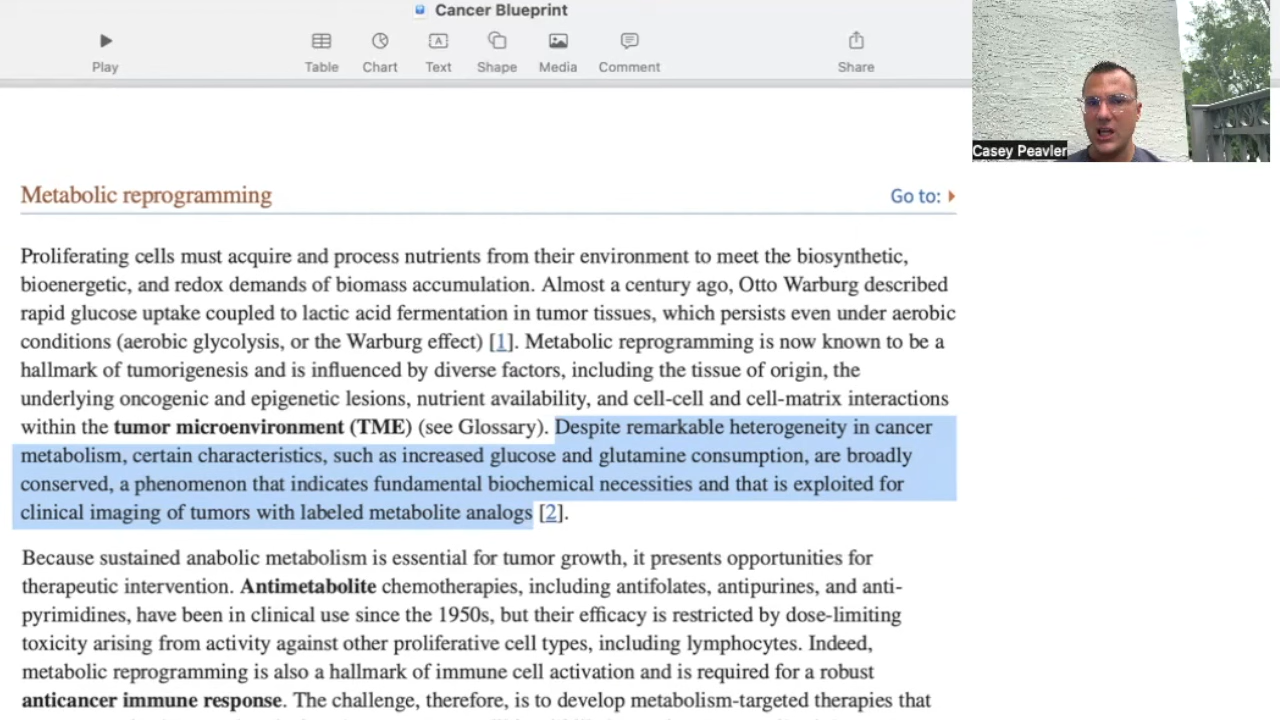 Cancer Blueprint
Play
Table
Chart
Text
Shape
Media
Comment
Share
Casey Peavler
Metabolic reprogramming
Go to:
Proliferating cells must acquire and process nutrients from their environment to meet the biosynthetic,
bioenergetic, and redox demands of biomass accumulation. Almost a century ago, Otto Warburg described
rapid glucose uptake coupled to lactic acid fermentation in tumor tissues, which persists even under aerobic
conditions (aerobic glycolysis, or the Warburg effect) [1]. Metabolic reprogramming is now known to be a
hallmark of tumorigenesis and is influenced by diverse factors, including the tissue of origin, the
underlying oncogenic and epigenetic lesions, nutrient availability, and cell-cell and cell-matrix interactions
within the tumor microenvironment (TME) (see Glossary). Despite remarkable heterogeneity in cancer
metabolism, certain characteristics, such as increased glucose and glutamine consumption, are broadly
conserved, a phenomenon that indicates fundamental biochemical necessities and that is exploited for
clinical imaging of tumors with labeled metabolite analogs [2].
Because sustained anabolic metabolism is essential for tumor growth, it presents opportunities for
therapeutic intervention. Antimetabolite chemotherapies, including antifolates, antipurines, and anti-
pyrimidines, have been in clinical use since the 1950s, but their efficacy is restricted by dose-limiting
toxicity arising from activity against other proliferative cell types, including lymphocytes. Indeed,
metabolic reprogramming is also a hallmark of immune cell activation and is required for a robust
anticancer immune response. The challenge, therefore, is to develop metabolism-targeted therapies that